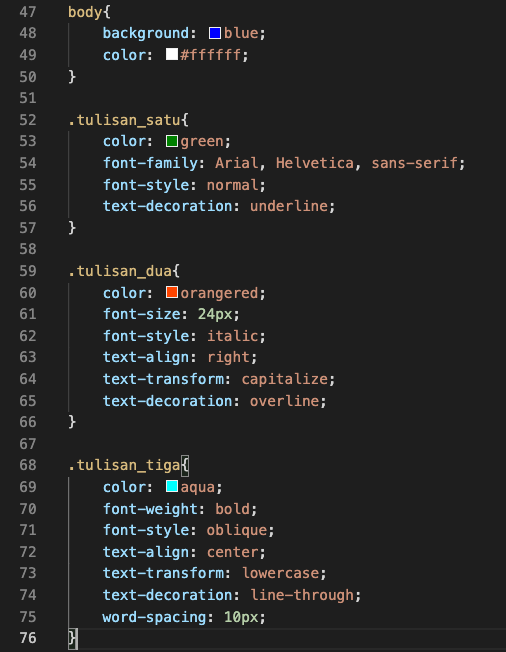 47 body{
48 background: blue;
49 color: #ffffff;
50 }
51
52 .tulisan_satu{
53 color: green;
54 font-family: Arial, Helvetica, sans-serif;
55 font-style: normal;
56 text-decoration: underline;
57 }
58
59 .tulisan_dua{
60 color: orangered;
61 font-size: 24px;
62 font-style: italic;
63 text-align: right;
64 text-transform: capitalize;
65 text-decoration: overline;
66 }
67
68 .tulisan_tiga{
69 color: aqua;
70 font-weight: bold;
71 font-style: oblique;
72 text-align: center;
73 text-transform: lowercase;
74 text-decoration: line-through;
75 word-spacing: 10px;
76 }